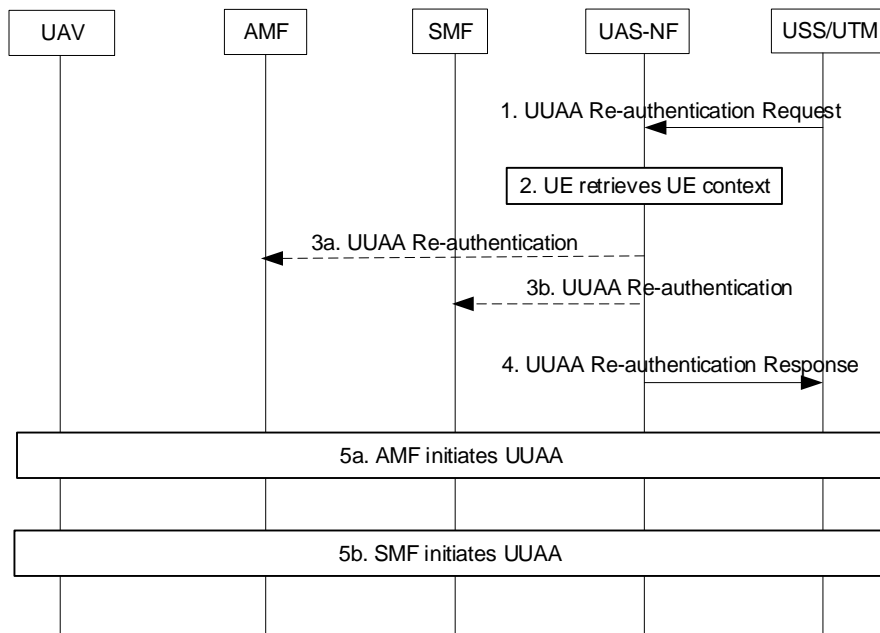 UAV
AMF
SMF
UAS-NF
USS/UTM
1. UUAA Re-authentication Request
2. UE retrieves UE context
3a. UUAA Re-authentication
3b. UUAA Re-authentication
4. UUAA Re-authentication Response
5a. AMF initiates UUAA
5b. SMF initiates UUAA